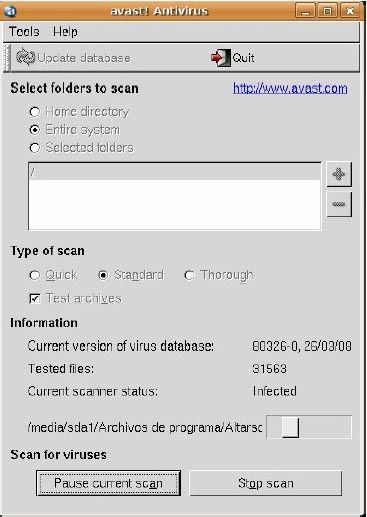 avast! Antivirus
Tools Help
Update database Quit
Select folders to scan http://www.avast.com
Home directory
Entire system
Selected folders
/
Type of scan
Quick Standard Thorough
Test archives
Information
Current version of virus database: 80326-0, 26/03/08
Tested files: 31563
Current scanner status: Infected
/media/sda1/Archivos de programa/Altarsc
Scan for viruses
Pause current scan Stop scan